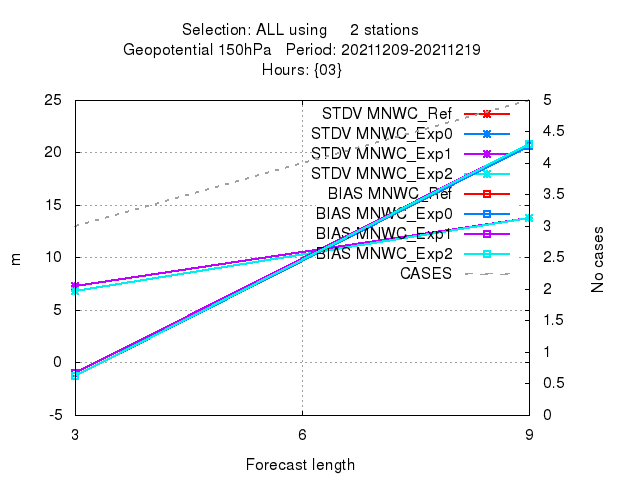 Selection: ALL using     2 stations
Geopotential 150hPa   Period: 20211209-20211219
Hours: {03}
25
20
15
10
5
0
-5
m
5
4.5
4
3.5
3
2.5
2
1.5
1
0.5
0
No cases
STDV MNWC_Ref
STDV MNWC_Exp0
STDV MNWC_Exp1
STDV MNWC_Exp2
BIAS MNWC_Ref
BIAS MNWC_Exp0
BIAS MNWC_Exp1
BIAS MNWC_Exp2
CASES
3 6 9
Forecast length